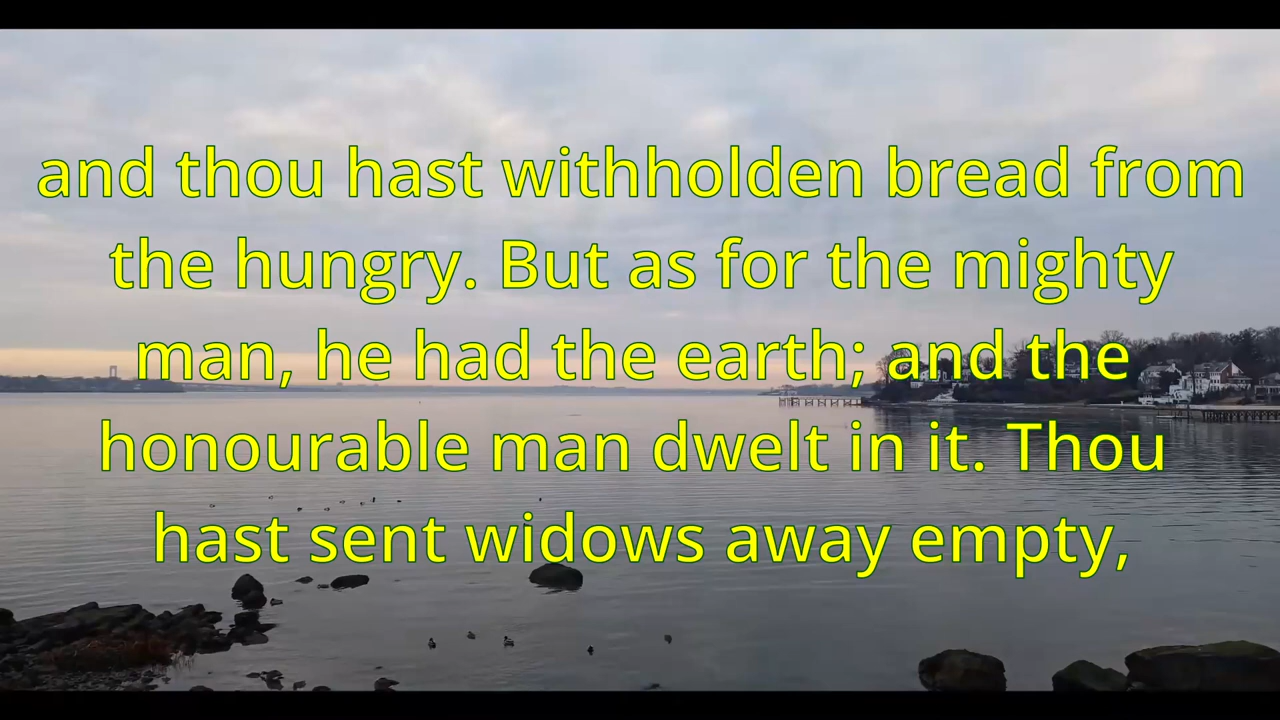 and thou hast withholden bread from
the hungry. But as for the mighty
man, he had the earth; and the
honourable man dwelt in it. Thou
hast sent widows away empty,